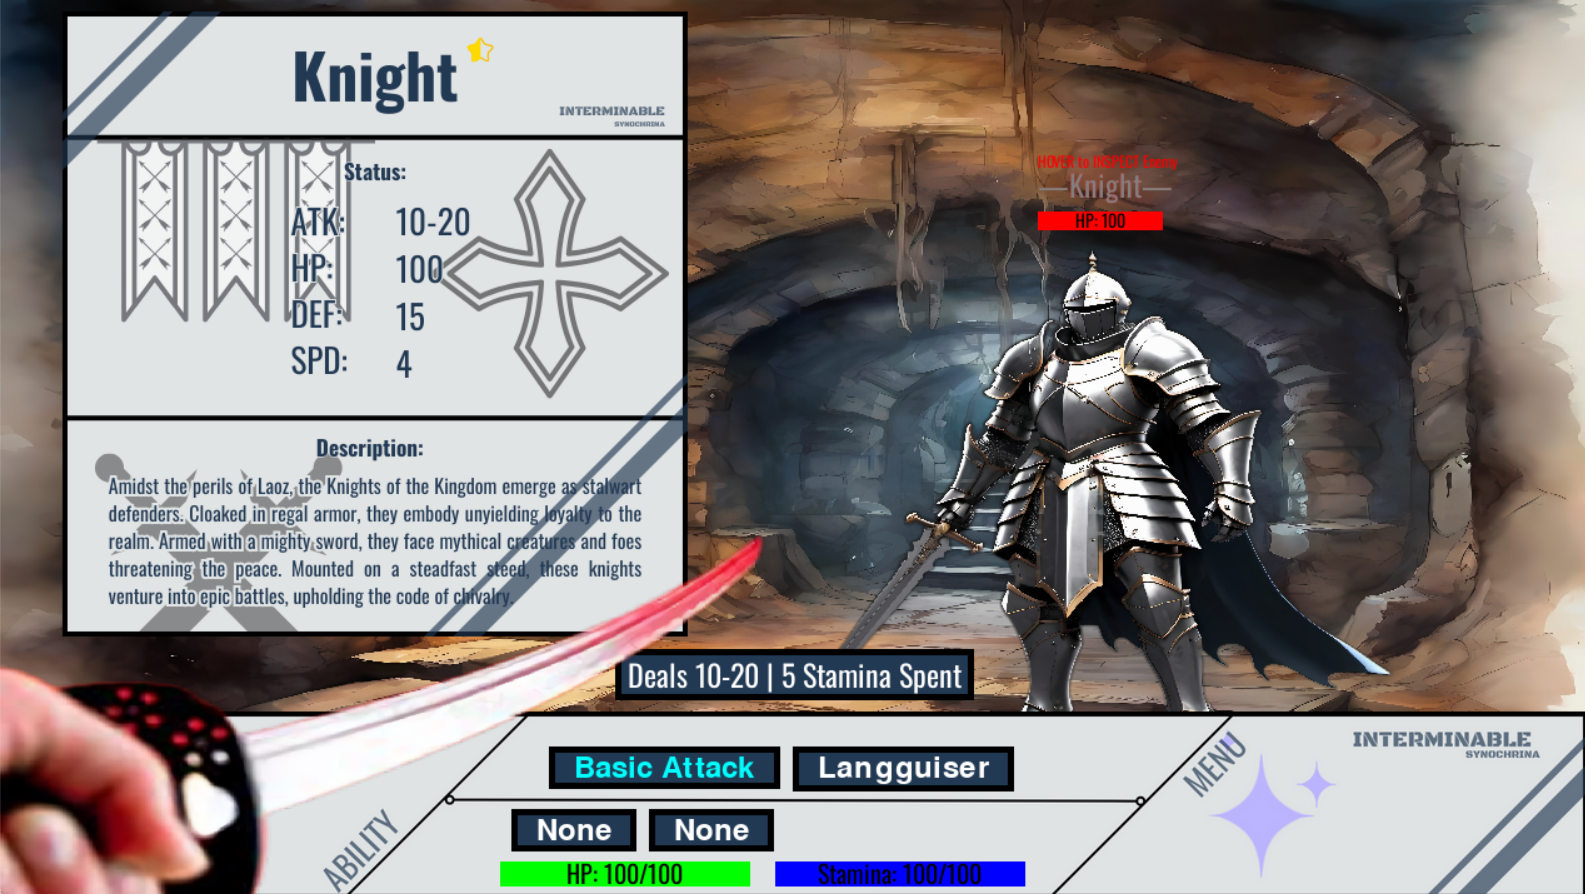 Knight
INTERMINABLE
SYNOCHRINA
Status:
ATK: 10-20
HP: 100
DEF: 15
SPD: 4
Description:
Amidst the perils of Laoz, the Knights of the Kingdom emerge as stalwart
defenders. Cloaked in regal armor, they embody unyielding loyalty to the
realm. Armed with a mighty sword, they face mythical creatures and foes
threatening the peace. Mounted on a steadfast steed, these knights
venture into epic battles, upholding the code of chivalry.
HOVER to INSPECT Enemy
—Knight—
HP: 100
Deals 10-20 | 5 Stamina Spent
ABILITY
Basic Attack
Langguiser
None
None
HP: 100/100
Stamina: 100/100
MENU
INTERMINABLE
SYNOCHRINA